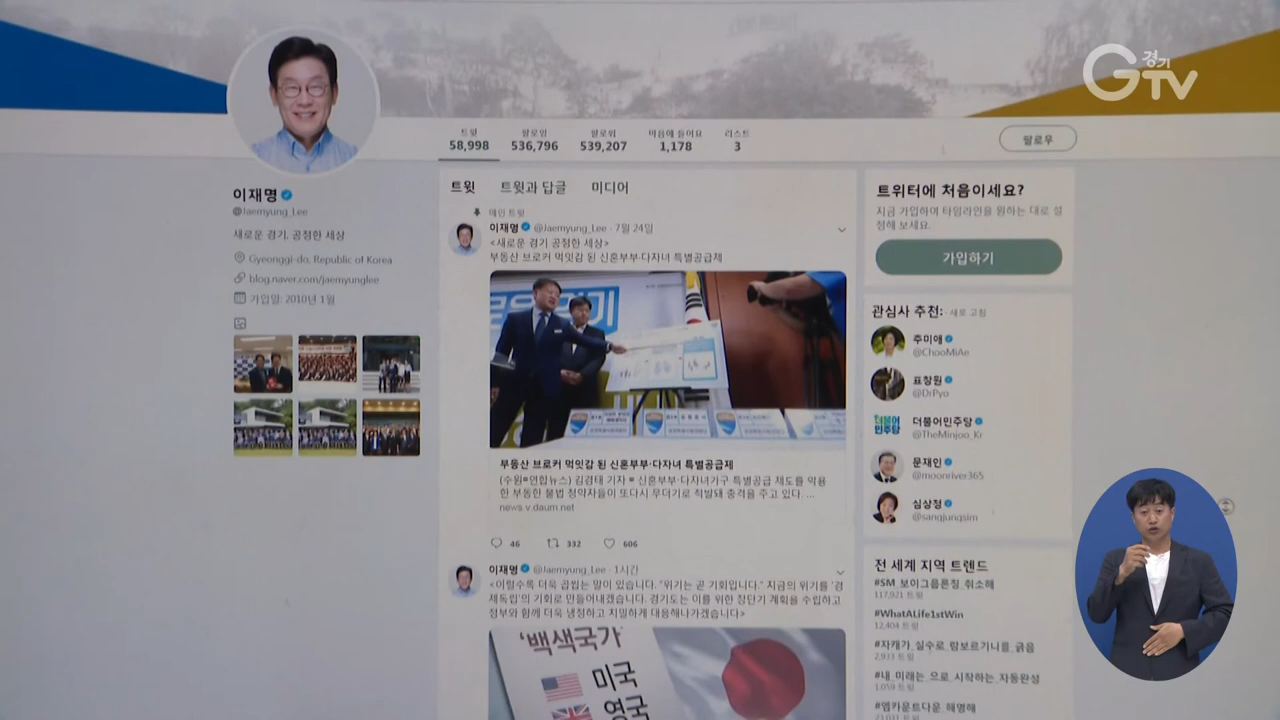 경기
GTV
트윗 팔로잉 팔로워 마음에 들어요 리스트
58,998 536,796 539,207 1,178 3
팔로우
이재명
@Jaemyung_Lee
새로운 경기, 공정한 세상
Gyeonggi-do, Republic of Korea
blog.naver.com/jaemyunglee
가입일: 2010년 1월
트윗 트윗과 답글 미디어
메인 트윗
이재명 @Jaemyung_Lee · 7월 24일
<새로운 경기 공정한 세상>
부동산 브로커 먹잇감 된 신혼부부·다자녀 특별공급제
부동산 브로커 먹잇감 된 신혼부부·다자녀 특별공급제
(수원=연합뉴스) 김경태 기자 = 신혼부부·다자녀가구 특별공급 제도를 악용
한 부동한 불법 청약자들이 또다시 무더기로 적발돼 충격을 주고 있다. ...
news.v.daum.net
46 332 606
이재명 @Jaemyung_Lee · 1시간
<이럴수록 더욱 곱씹는 말이 있습니다. "위기는 곧 기회입니다." 지금의 위기를 '경
제독립'의 기회로 만들어내겠습니다. 경기도는 이를 위한 장단기 계획을 수립하고
정부와 함께 더욱 냉정하고 치밀하게 대응해나가겠습니다>
'백색국가'
미국
영국
트위터에 처음이세요?
지금 가입하여 타임라인을 원하는 대로 설
정해 보세요.
가입하기
관심사 추천: · 새로 고침
추미애
@ChooMiAe
표창원
@DrPyo
더불어민주당
더불어민주당
@TheMinjoo_Kr
문재인
@moonriver365
심상정
@sangjungsim
전 세계 지역 트렌드
#SM_보이그룹론칭_취소해
117,921 트윗
#WhatALife1stWin
12,404 트윗
#자캐가_실수로_람보르기니를_긁음
2,933 트윗
#내_미래는_으로_시작하는_자동완성
1,059 트윗
#엠카운트다운_해명해